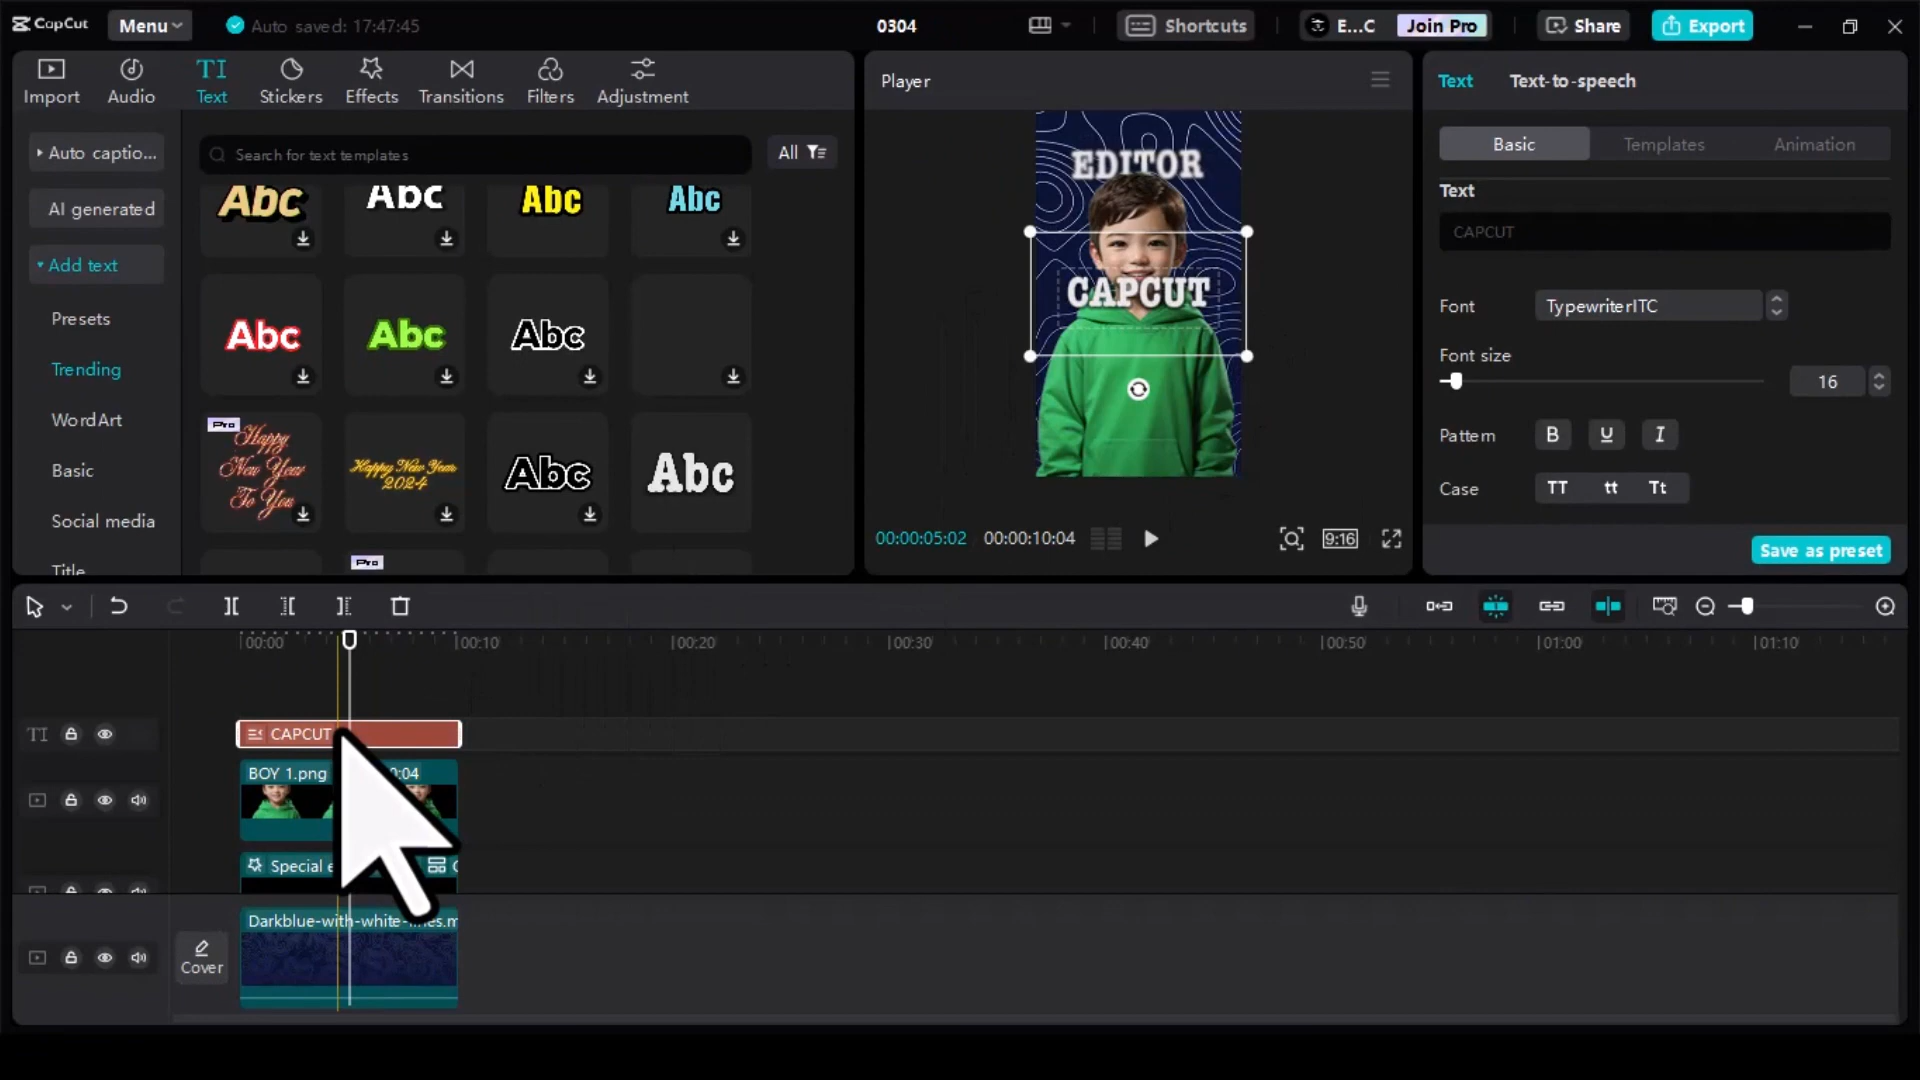 CapCut
Menu
Auto saved: 17:47:45
0304
Shortcuts
E...C
Join Pro
Share
Export
Import
Audio
TI
Text
Stickers
Effects
Transitions
Filters
Adjustment
Auto captio...
AI generated
Add text
Presets
Trending
WordArt
Basic
Social media
Title
Search for text templates
All
Abc
Abc
Abc
Abc
Abc
Abc
Abc
Pro
Happy
New Year
To You
Happy New Year
2024
Abc
Abc
Pro
Player
EDITOR
CAPCUT
00:00:05:02
00:00:10:04
9:16
Text
Text-to-speech
Basic
Templates
Animation
Text
CAPCUT
Font
TypewriterITC
Font size
16
Pattern
B
U
I
Case
TT
tt
Tt
Save as preset
00:00
00:10
00:20
00:30
00:40
00:50
01:00
01:10
TI
CAPCUT
BOY 1.png
0:04
Special e
Darkblue-with-white-lines.m
Cover